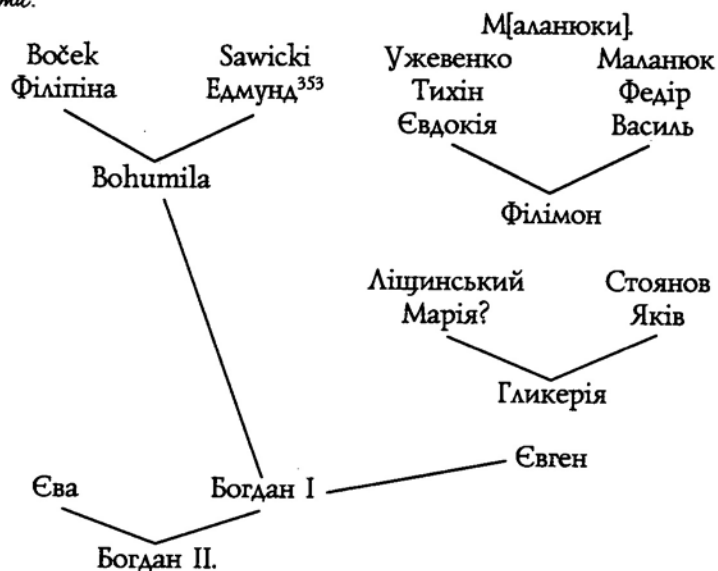 М[аланюки].
Boček
Філіпіна
Sawicki
Едмунд³⁵³
Ужевенко
Тихін
Євдокія
Маланюк
Федір
Василь
Bohumila
Філімон
Ліщинський
Марія?
Стоянов
Яків
Гликерія
Євген
Єва
Богдан I
Богдан II.